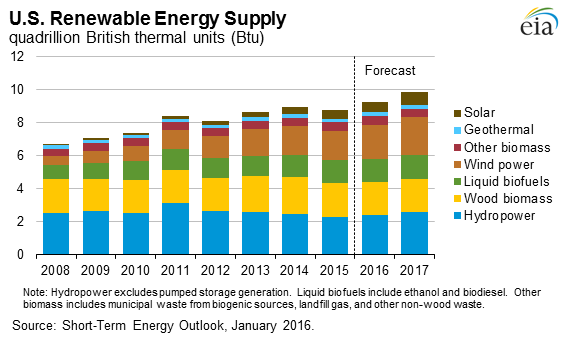 U.S. Renewable Energy Supply
quadrillion British thermal units (Btu)
eia
12
10
8
6
4
2
0
Forecast
Solar
Geothermal
Other biomass
Wind power
Liquid biofuels
Wood biomass
Hydropower
2008 2009 2010 2011 2012 2013 2014 2015 2016 2017
Note: Hydropower excludes pumped storage generation. Liquid biofuels include ethanol and biodiesel. Other
biomass includes municipal waste from biogenic sources, landfill gas, and other non-wood waste.
Source: Short-Term Energy Outlook, January 2016.